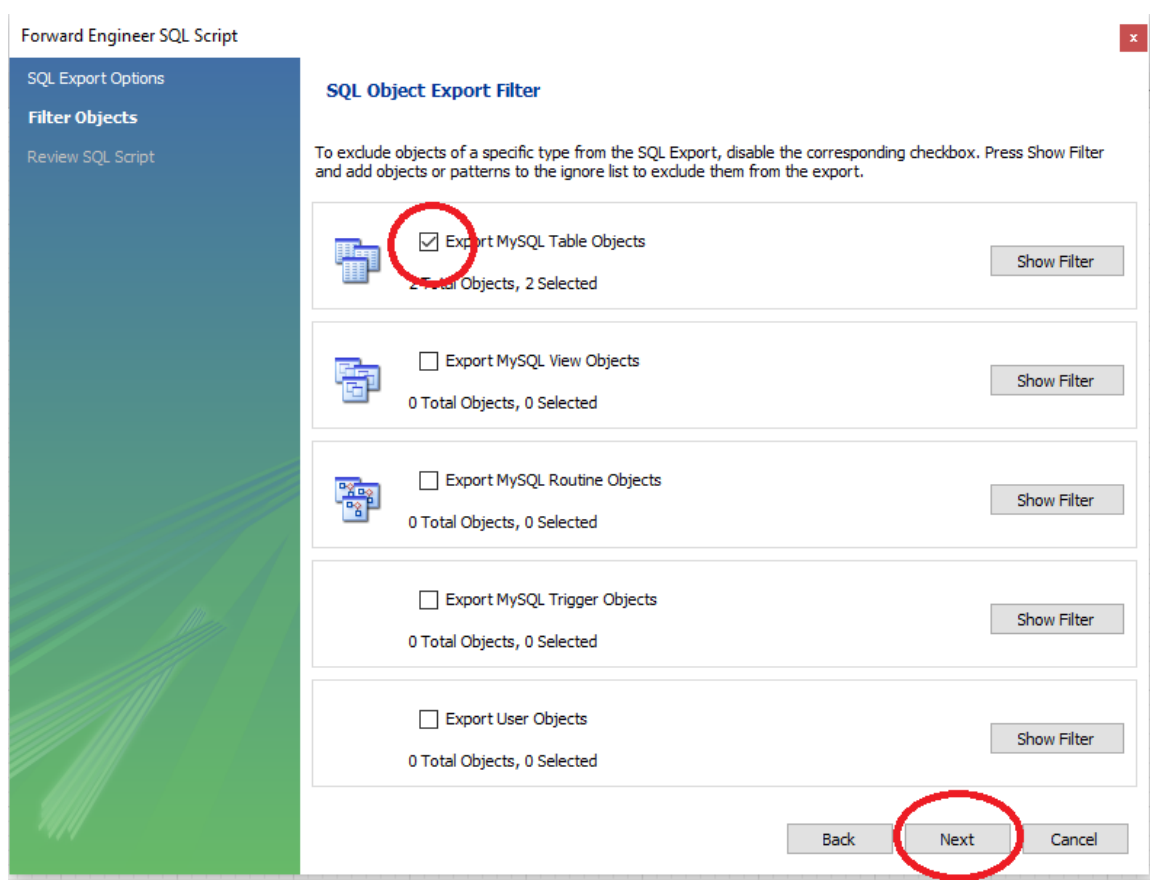 Forward Engineer SQL Script
x
SQL Export Options
Filter Objects
Review SQL Script
SQL Object Export Filter
To exclude objects of a specific type from the SQL Export, disable the corresponding checkbox. Press Show Filter
and add objects or patterns to the ignore list to exclude them from the export.
Export MySQL Table Objects
2 Total Objects, 2 Selected
Show Filter
Export MySQL View Objects
0 Total Objects, 0 Selected
Show Filter
Export MySQL Routine Objects
0 Total Objects, 0 Selected
Show Filter
Export MySQL Trigger Objects
0 Total Objects, 0 Selected
Show Filter
Export User Objects
0 Total Objects, 0 Selected
Show Filter
Back Next Cancel